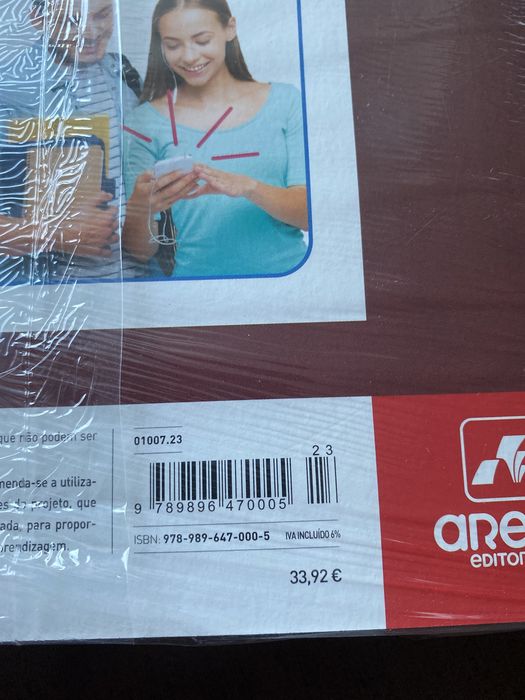 que não podem ser
menda-se a utiliza-
es do projeto, que
ada, para propor-
prendizagem.
01007.23
23
9 789896 470005
ISBN: 978-989-647-000-5 IVA INCLUÍDO 6%
33,92 €
are
EDITOR